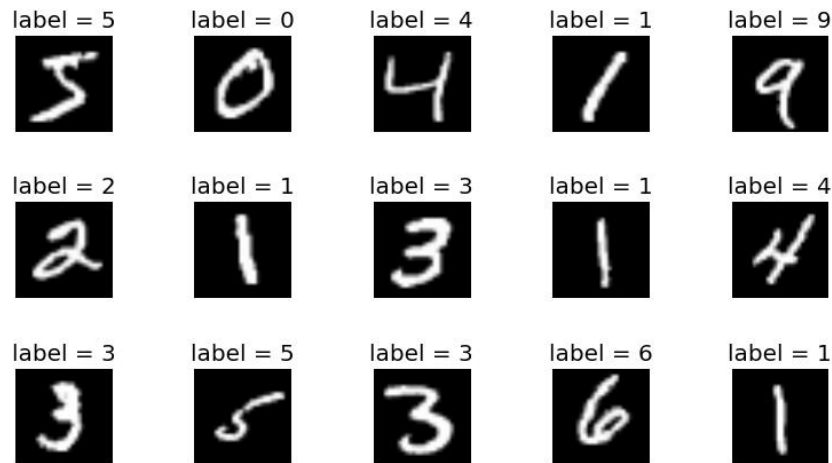 label = 5 label = 0 label = 4 label = 1 label = 9
5 0 4 1 9
label = 2 label = 1 label = 3 label = 1 label = 4
2 1 3 1 4
label = 3 label = 5 label = 3 label = 6 label = 1
3 5 3 6 1